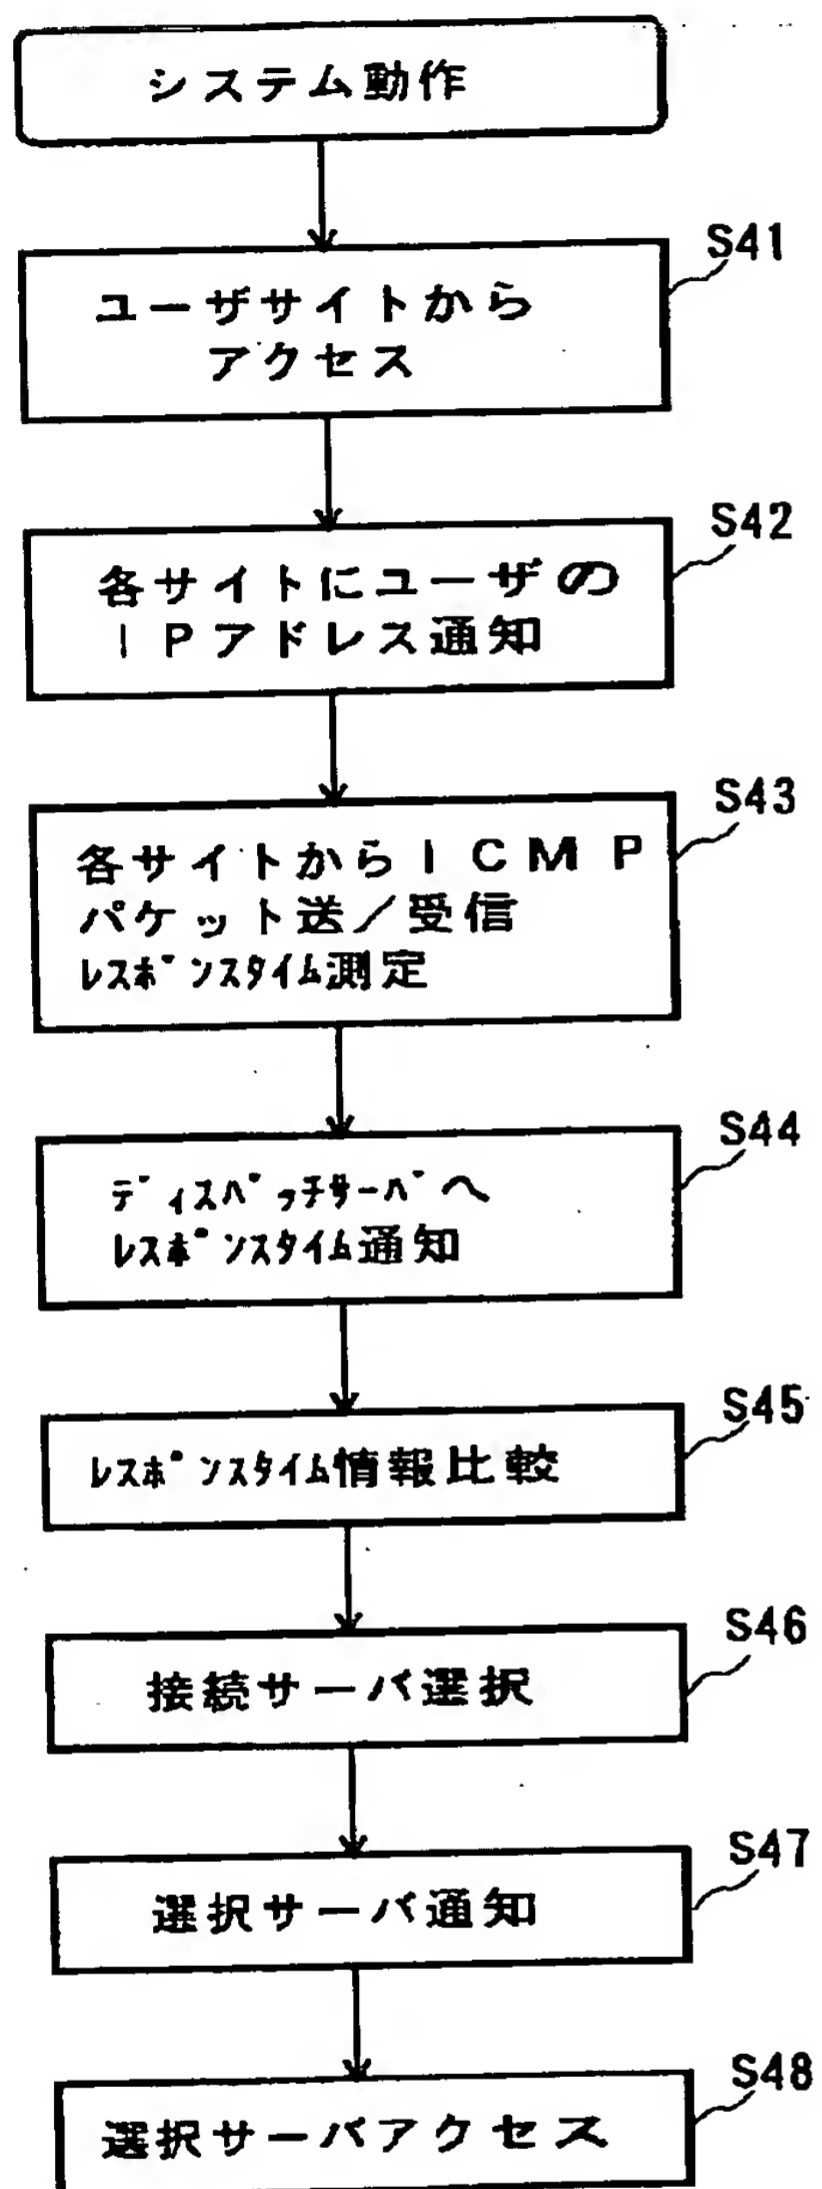 システム動作
S41
ユーザサイトから
アクセス
S42
各サイトにユーザの
IPアドレス通知
S43
各サイトからICMP
パケット送/受信
レスポンスタイム測定
S44
ディスパッチサーバへ
レスポンスタイム通知
S45
レスポンスタイム情報比較
S46
接続サーバ選択
S47
選択サーバ通知
S48
選択サーバアクセス